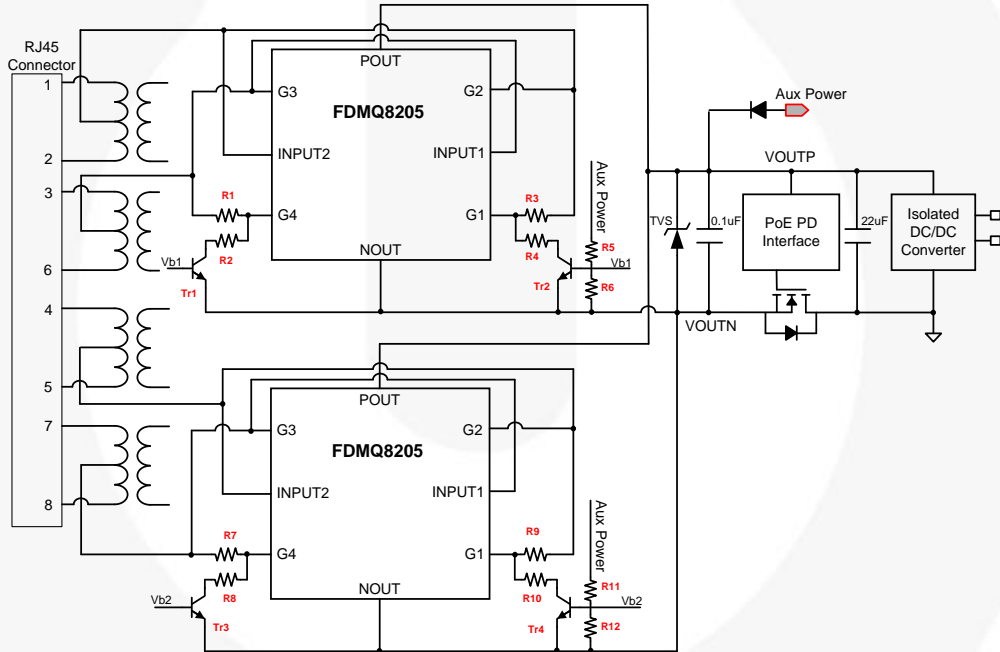 RJ45
Connector
1
2
3
6
4
5
7
8
POUT
G3
G2
FDMQ8205
INPUT2
INPUT1
G4
G1
NOUT
R1
R2
Vb1
Tr1
R3
R4
Tr2
Aux Power
R5
Vb1
R6
Aux Power
VOUTP
TVS
0.1uF
PoE PD
Interface
22uF
Isolated
DC/DC
Converter
VOUTN
POUT
G3
G2
FDMQ8205
INPUT2
INPUT1
G4
G1
NOUT
R7
R8
Vb2
Tr3
R9
R10
Tr4
Aux Power
R11
Vb2
R12